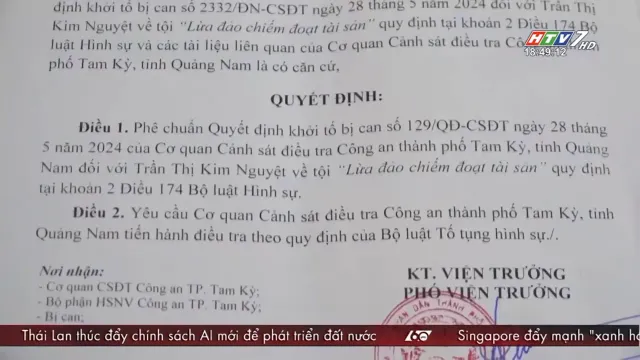 định khởi tố bị can số 2332/ĐN-CSĐT ngày 28 tháng 5 năm 2024 đối với Trần Thị
Kim Nguyệt về tội "Lừa đảo chiếm đoạt tài sản" quy định tại khoản 2 Điều 174 Bộ
luật Hình sự và các tài liệu liên quan của Cơ quan Cảnh sát điều tra Công
phố Tam Kỳ, tỉnh Quảng Nam là có căn cứ,
HTV7 HD
18:49:12
QUYẾT ĐỊNH:
Điều 1. Phê chuẩn Quyết định khởi tố bị can số 129/QĐ-CSĐT ngày 28 tháng
5 năm 2024 của Cơ quan Cảnh sát điều tra Công an thành phố Tam Kỳ, tỉnh Quảng
Nam đối với Trần Thị Kim Nguyệt về tội "Lừa đảo chiếm đoạt tài sản" quy định
tại khoản 2 Điều 174 Bộ luật Hình sự.
Điều 2. Yêu cầu Cơ quan Cảnh sát điều tra Công an thành phố Tam Kỳ, tỉnh
Quảng Nam tiến hành điều tra theo quy định của Bộ luật Tố tụng hình sự./.
Nơi nhận:
- Cơ quan CSĐT Công an TP. Tam Kỳ;
- Bộ phận HSNV Công an TP. Tam Kỳ;
- Bị can;
KT. VIỆN TRƯỞNG
PHÓ VIỆN TRƯỞNG
Thái Lan thúc đẩy chính sách AI mới để phát triển đất nước
Singapore đẩy mạnh "xanh